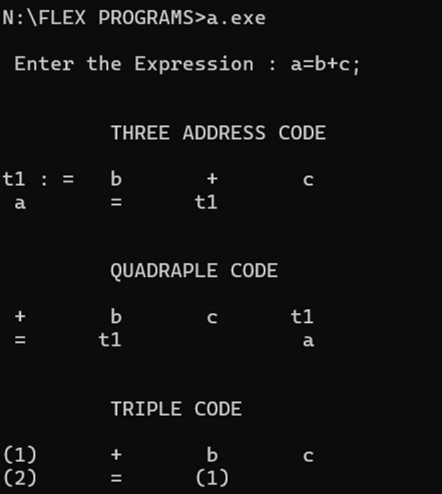 N:\FLEX PROGRAMS>a.exe
Enter the Expression : a=b+c;
THREE ADDRESS CODE
t1 : = b + c
a = t1
QUADRAPLE CODE
+ b c t1
= t1 a
TRIPLE CODE
(1) + b c
(2) = (1)